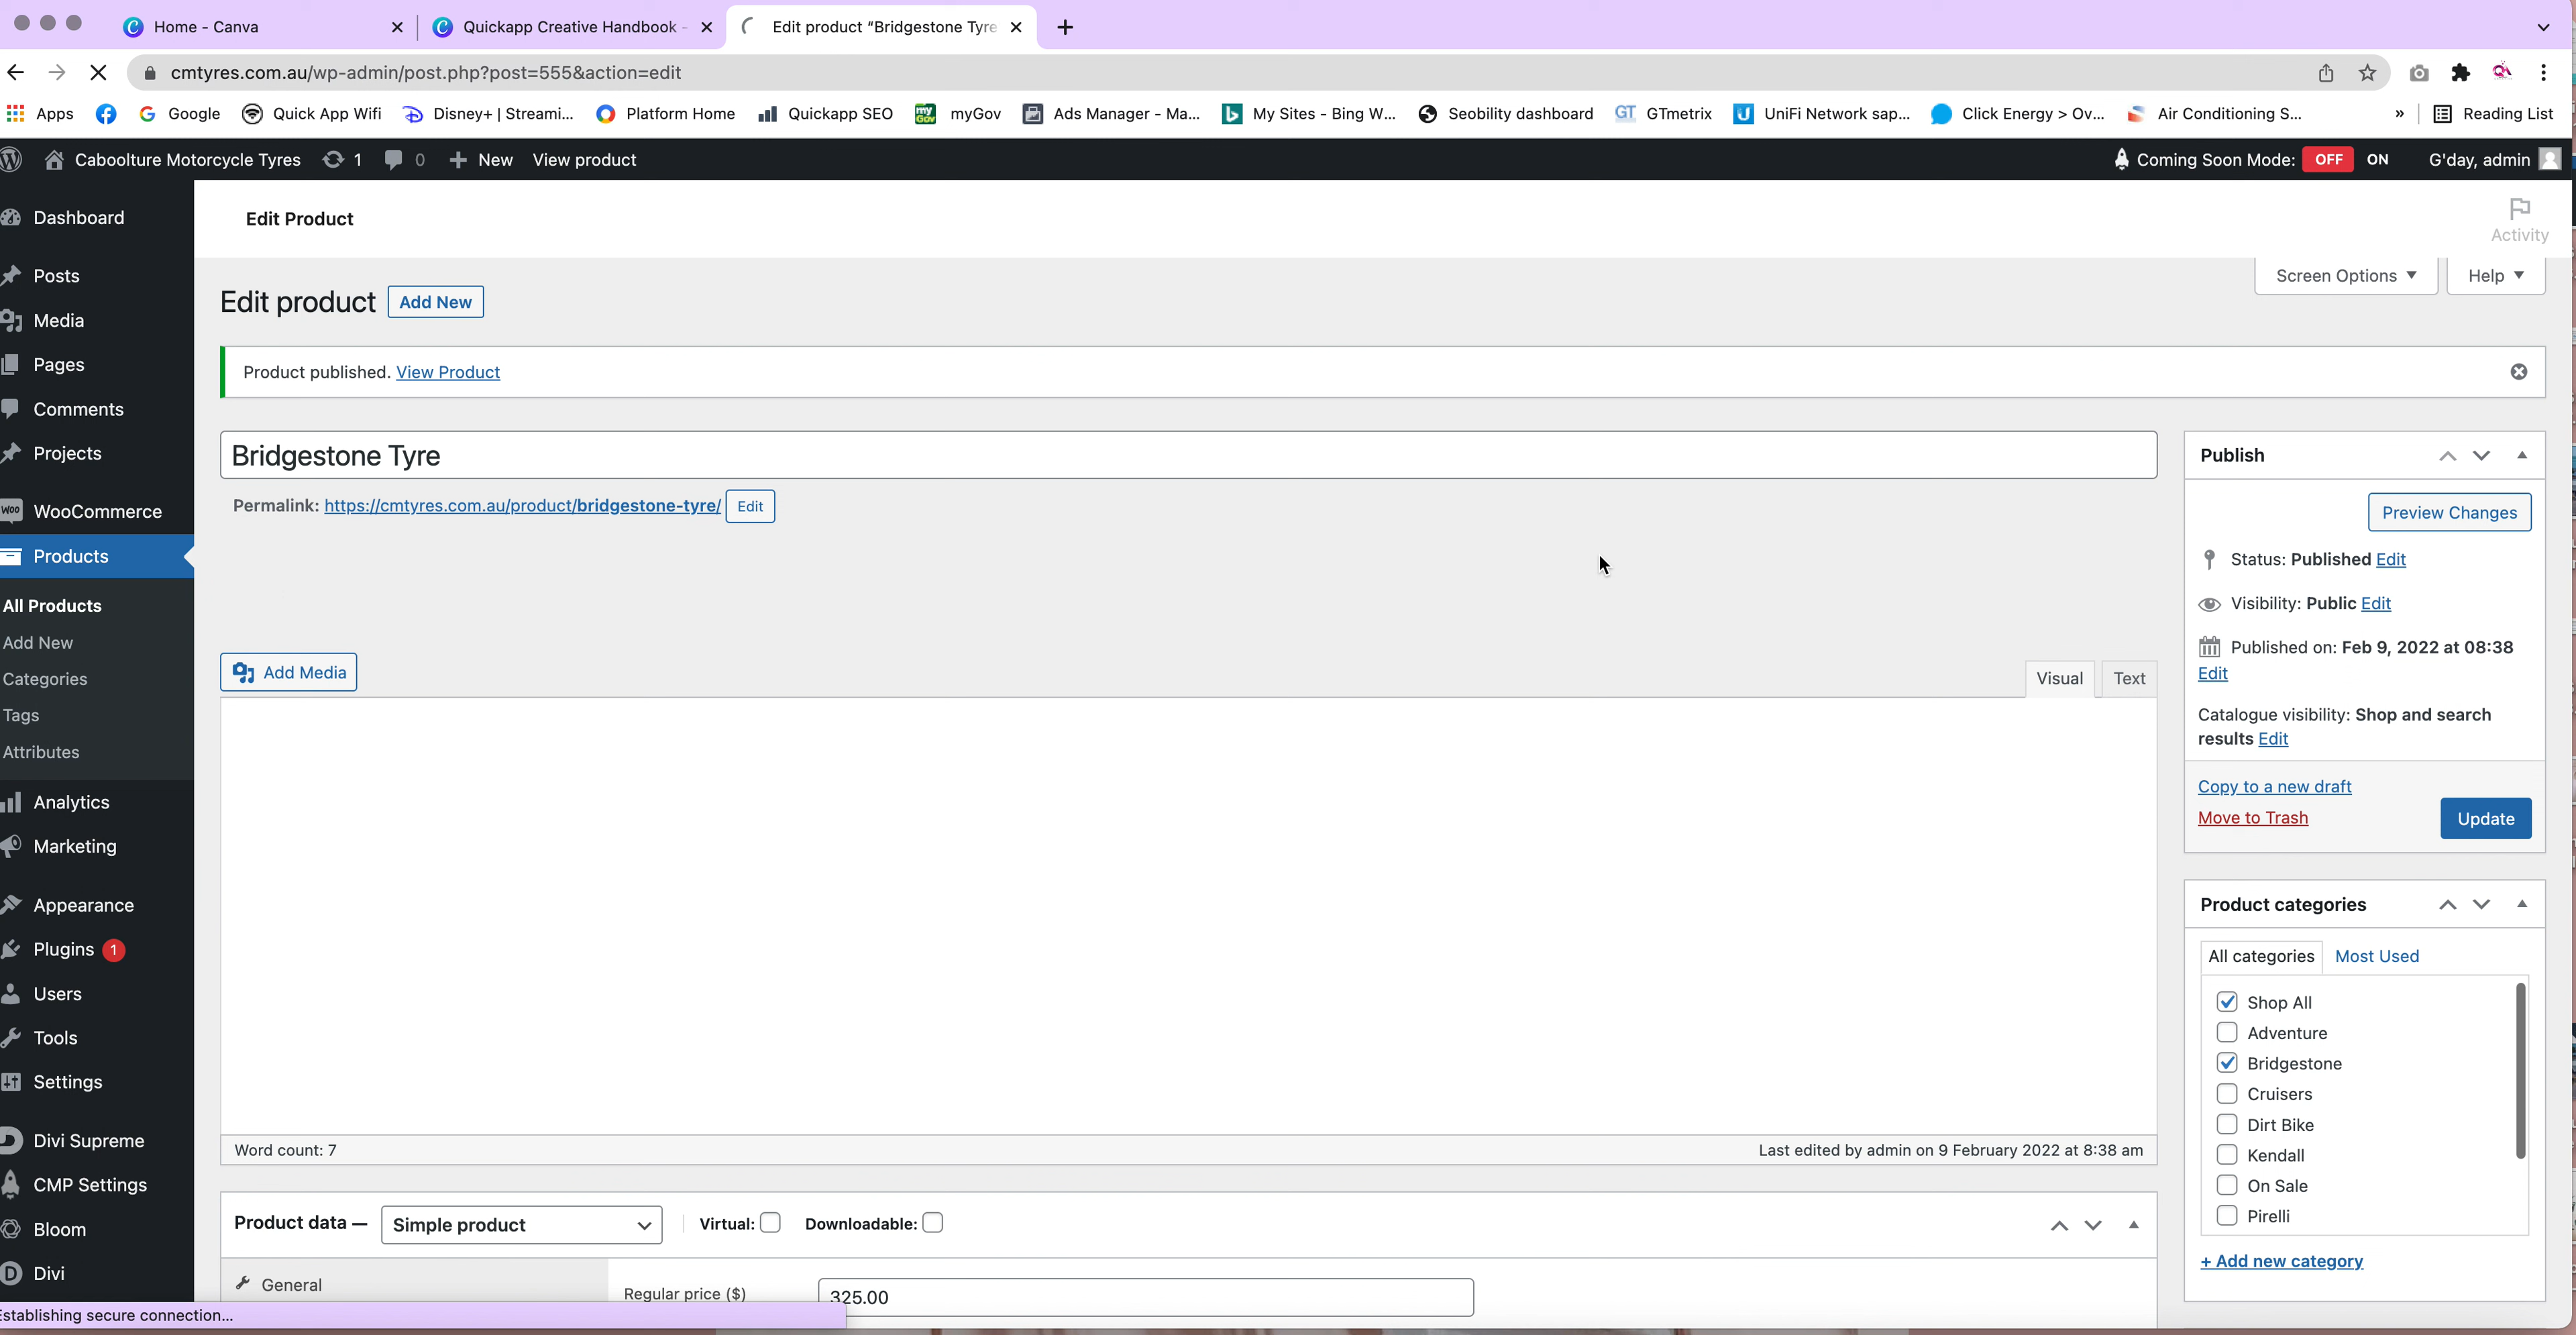 Home - Canva
Quickapp Creative Handbook -
Edit product “Bridgestone Tyre
cmtyres.com.au/wp-admin/post.php?post=555&action=edit
Apps Google Quick App Wifi Disney+ | Streami... Platform Home Quickapp SEO myGov Ads Manager - Ma... My Sites - Bing W... Seobility dashboard GT GTmetrix UniFi Network sap... Click Energy > Ov... Air Conditioning S... » Reading List
Caboolture Motorcycle Tyres 1 0 New View product Coming Soon Mode: OFF ON G'day, admin
Dashboard
Posts
Media
Pages
Comments
Projects
WooCommerce
Products
All Products
Add New
Categories
Tags
Attributes
Analytics
Marketing
Appearance
Plugins 1
Users
Tools
Settings
Divi Supreme
CMP Settings
Bloom
Divi
Establishing secure connection...
Edit Product
Activity
Screen Options Help
Edit product Add New
Product published. View Product
Bridgestone Tyre
Permalink: https://cmtyres.com.au/product/bridgestone-tyre/ Edit
Add Media
Visual Text
Word count: 7 Last edited by admin on 9 February 2022 at 8:38 am
Product data — Simple product Virtual: Downloadable:
General
Regular price ($) 325.00
Publish
Preview Changes
Status: Published Edit
Visibility: Public Edit
Published on: Feb 9, 2022 at 08:38
Edit
Catalogue visibility: Shop and search
results Edit
Copy to a new draft
Move to Trash
Update
Product categories
All categories Most Used
Shop All
Adventure
Bridgestone
Cruisers
Dirt Bike
Kendall
On Sale
Pirelli
+ Add new category